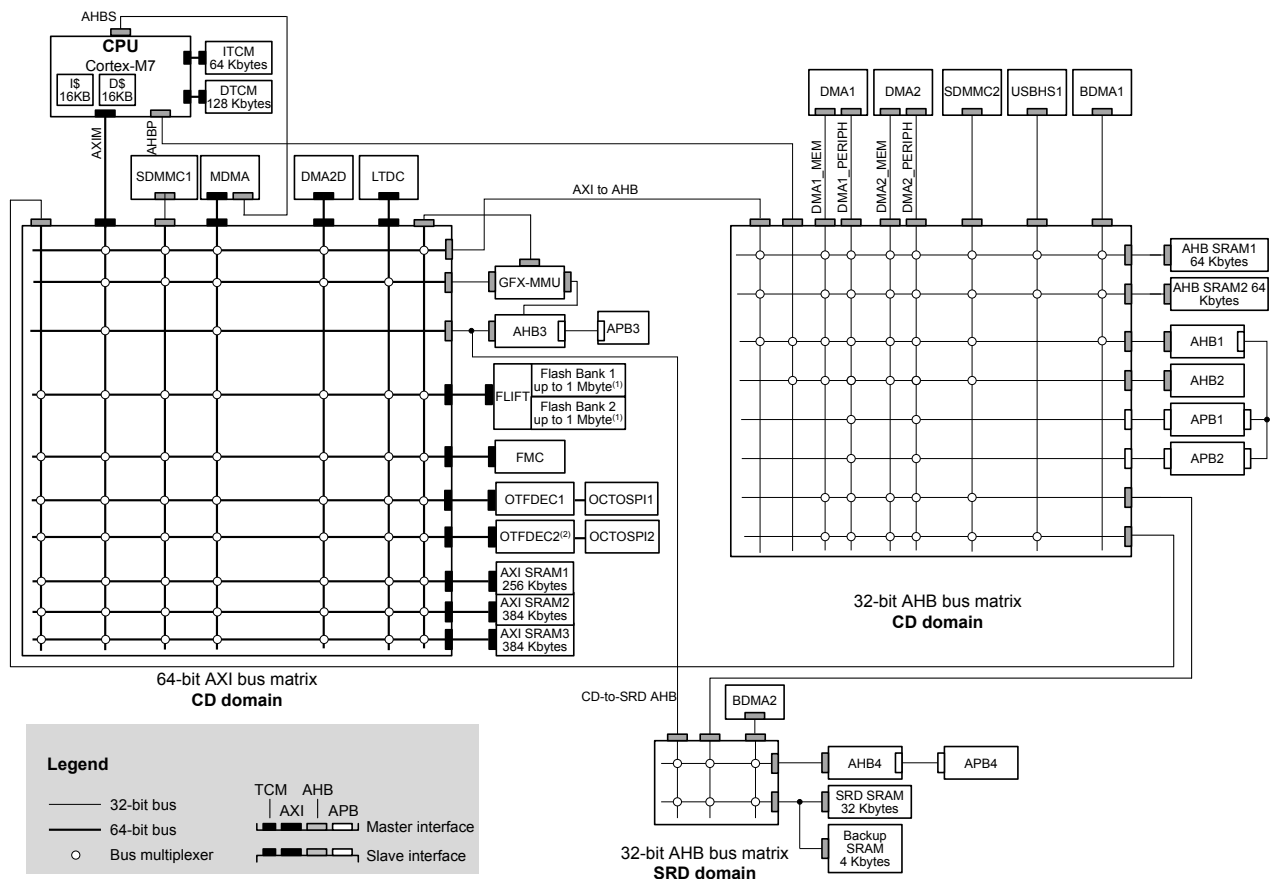 AHBS
CPU
Cortex-M7
I$
16KB
D$
16KB
ITCM
64 Kbytes
DTCM
128 Kbytes
AXIM
AHBP
SDMMC1
MDMA
DMA2D
LTDC
AXI to AHB
DMA1
DMA2
SDMMC2
USBHS1
BDMA1
DMA1_MEM
DMA1_PERIPH
DMA2_MEM
DMA2_PERIPH
GFX-MMU
AHB3
APB3
FLIFT
Flash Bank 1
up to 1 Mbyte(1)
Flash Bank 2
up to 1 Mbyte(1)
FMC
OTFDEC1
OCTOSPI1
OTFDEC2(2)
OCTOSPI2
AXI SRAM1
256 Kbytes
AXI SRAM2
384 Kbytes
AXI SRAM3
384 Kbytes
64-bit AXI bus matrix
CD domain
AHB SRAM1
64 Kbytes
AHB SRAM2 64
Kbytes
AHB1
AHB2
APB1
APB2
32-bit AHB bus matrix
CD domain
CD-to-SRD AHB
BDMA2
AHB4
APB4
SRD SRAM
32 Kbytes
Backup
SRAM
4 Kbytes
32-bit AHB bus matrix
SRD domain
Legend
32-bit bus
64-bit bus
Bus multiplexer
TCM
AHB
AXI
APB
Master interface
Slave interface